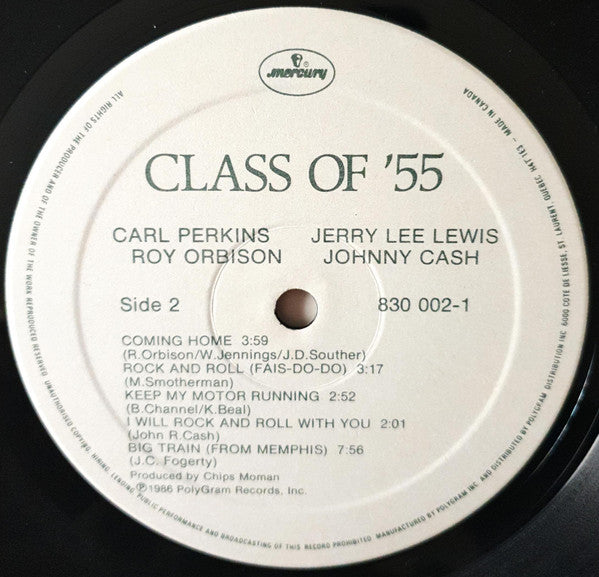 mercury®
CLASS OF '55
CARL PERKINS JERRY LEE LEWIS
ROY ORBISON JOHNNY CASH
Side 2 830 002-1
COMING HOME 3:59
(R.Orbison/W.Jennings/J.D.Souther)
ROCK AND ROLL (FAIS-DO-DO) 3:17
(M.Smotherman)
KEEP MY MOTOR RUNNING 2:52
(B.Channel/K.Beal)
I WILL ROCK AND ROLL WITH YOU 2:01
(John R.Cash)
BIG TRAIN (FROM MEMPHIS) 7:56
(J.C. Fogerty)
Produced by Chips Moman
℗1986 PolyGram Records, Inc.
ALL RIGHTS OF THE PRODUCER AND OF THE OWNER OF THE WORK REPRODUCED RESERVED. UNAUTHORISED COPYING, HIRING, LENDING, PUBLIC PERFORMANCE AND BROADCASTING OF THIS RECORD PROHIBITED. MANUFACTURED BY POLYGRAM INC. AND DISTRIBUTED BY POLYGRAM DISTRIBUTION INC. 6000 COTE DE LIESSE, ST. LAURENT, QUEBEC H4T 1E3 – MADE IN CANADA